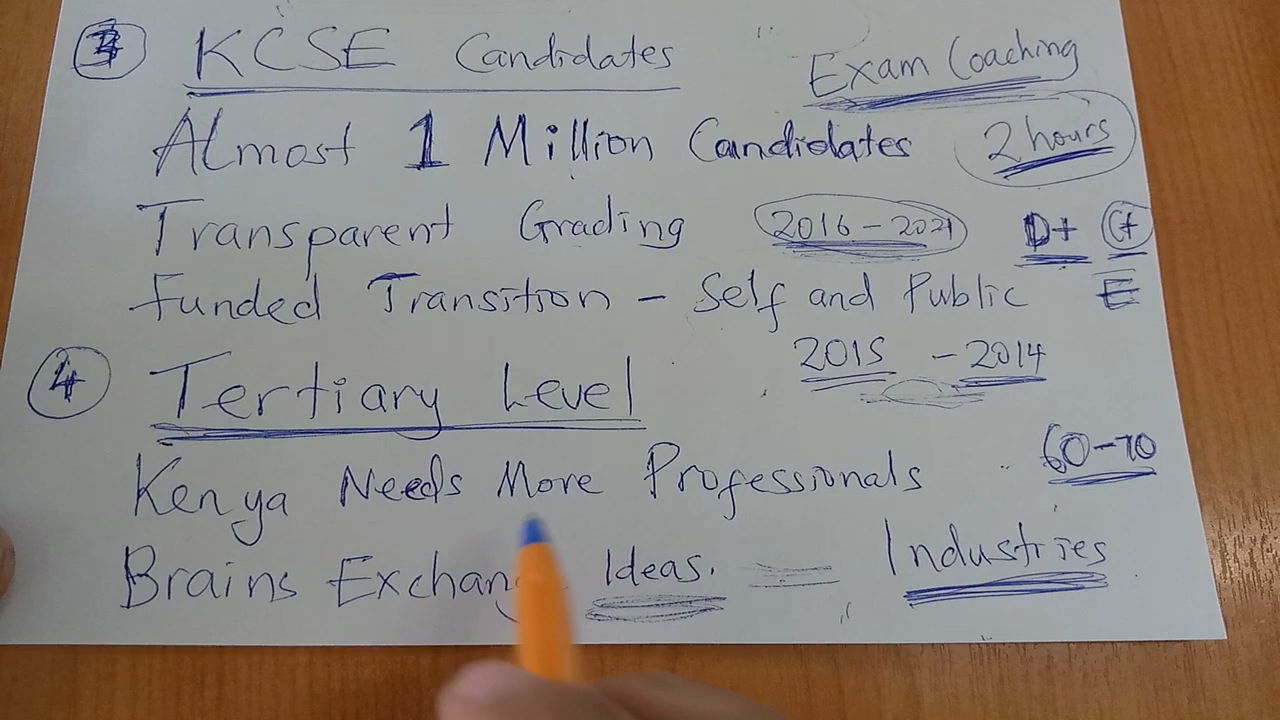 3 KCSE Candidates Exam Coaching
Almost 1 Million Candidates 2 hours
Transparent Grading 2016-2021 D+ C+
Funded Transition - Self and Public E
2015 - 2014
4 Tertiary Level
60-70
Kenya Needs More Professionals
Brains Exchang Ideas. = Industries